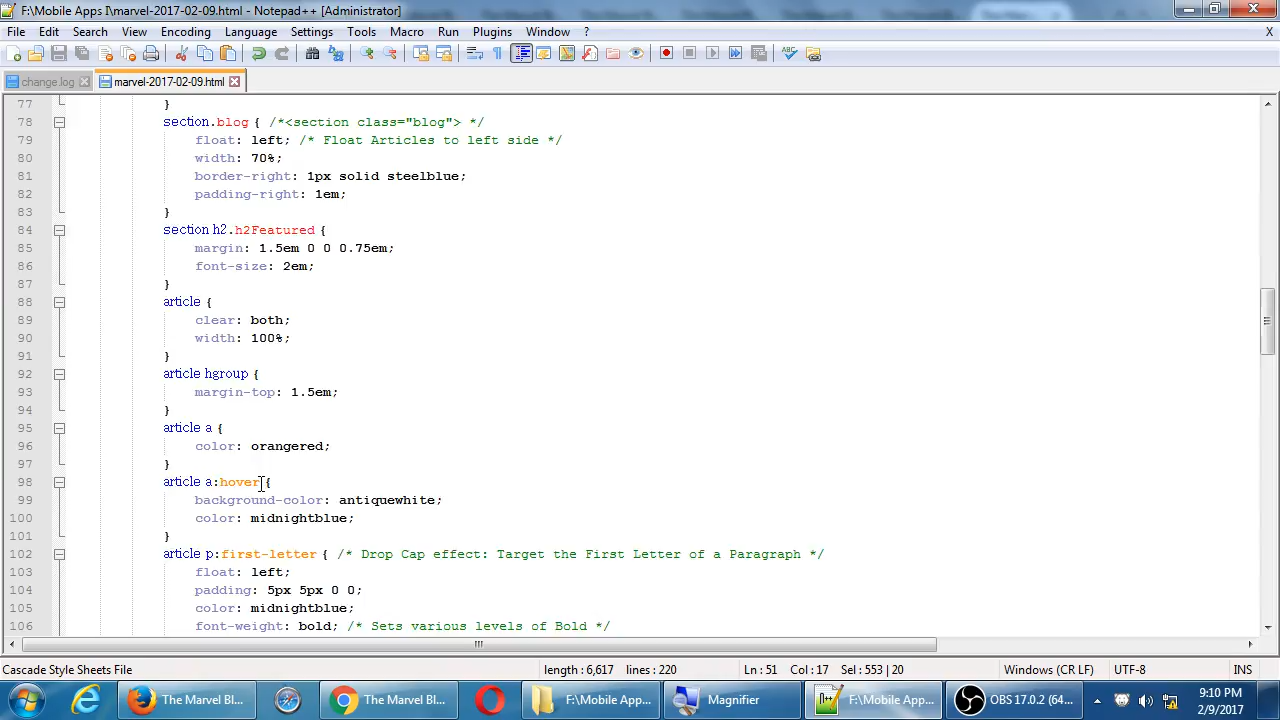 F:\Mobile Apps I\marvel-2017-02-09.html - Notepad++ [Administrator]
File Edit Search View Encoding Language Settings Tools Macro Run Plugins Window ? X
change.log marvel-2017-02-09.html
77 }
78 section.blog { /*<section class="blog"> */
79 float: left; /* Float Articles to left side */
80 width: 70%;
81 border-right: 1px solid steelblue;
82 padding-right: 1em;
83 }
84 section h2.h2Featured {
85 margin: 1.5em 0 0 0.75em;
86 font-size: 2em;
87 }
88 article {
89 clear: both;
90 width: 100%;
91 }
92 article hgroup {
93 margin-top: 1.5em;
94 }
95 article a {
96 color: orangered;
97 }
98 article a:hover {
99 background-color: antiquewhite;
100 color: midnightblue;
101 }
102 article p:first-letter { /* Drop Cap effect: Target the First Letter of a Paragraph */
103 float: left;
104 padding: 5px 5px 0 0;
105 color: midnightblue;
106 font-weight: bold; /* Sets various levels of Bold */
Cascade Style Sheets File length : 6,617 lines : 220 Ln : 51 Col : 17 Sel : 553 | 20 Windows (CR LF) UTF-8 INS
The Marvel Bl... The Marvel Bl... F:\Mobile App... Magnifier F:\Mobile App... OBS 17.0.2 (64... 9:10 PM
2/9/2017